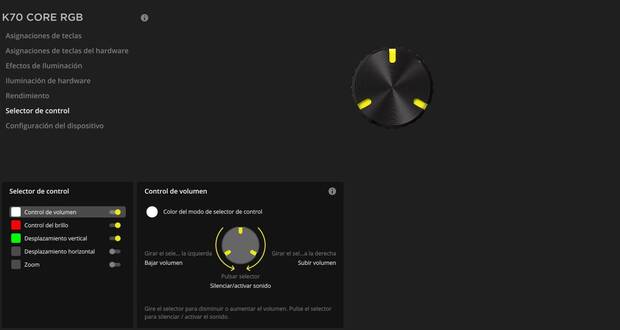 K70 CORE RGB
Asignaciones de teclas
Asignaciones de teclas del hardware
Efectos de Iluminación
Iluminación de hardware
Rendimiento
Selector de control
Configuración del dispositivo
Selector de control
Control de volumen
Control del brillo
Desplazamiento vertical
Desplazamiento horizontal
Zoom
Control de volumen
Color del modo de selector de control
Girar el sele... la izquierda
Bajar volumen
Girar el sel...a la derecha
Subir volumen
Pulsar selector
Silenciar/activar sonido
Gire el selector para disminuir o aumentar el volumen. Pulse el selector
para silenciar / activar el sonido.